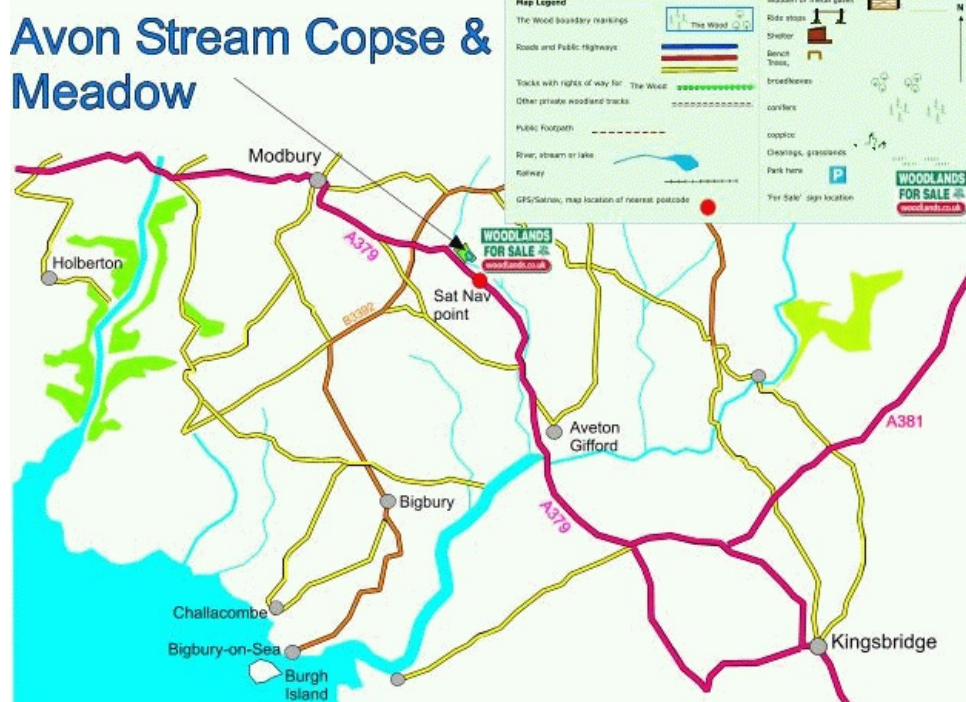 Avon Stream Copse &
Meadow
Map Legend
The Wood boundary markings
The Wood
Roads and Public Highways
Tracks with rights of way for The Wood
Other private woodland tracks
Public Footpath
River, stream or lake
Railway
GPS/Satnav, map location of nearest postcode
Ride stops
Shelter
Bench
Trees,
broadleaves
conifers
coppice
Clearings, grasslands
Park here
P
'For Sale' sign location
N
WOODLANDS
FOR SALE
woodlands.co.uk
Modbury
A379
WOODLANDS
FOR SALE
woodlands.co.uk
Holberton
Sat Nav
point
B3392
Aveton
Gifford
A381
Bigbury
A379
Challacombe
Bigbury-on-Sea
Burgh
Island
Kingsbridge